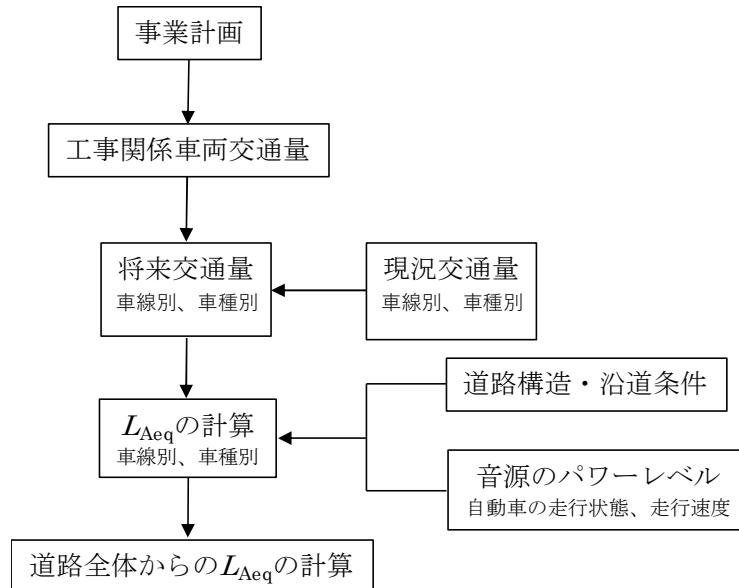 事業計画
工事関係車両交通量
将来交通量
車線別、車種別
現況交通量
車線別、車種別
道路構造・沿道条件
LAeqの計算
車線別、車種別
音源のパワーレベル
自動車の走行状態、走行速度
道路全体からのLAeqの計算